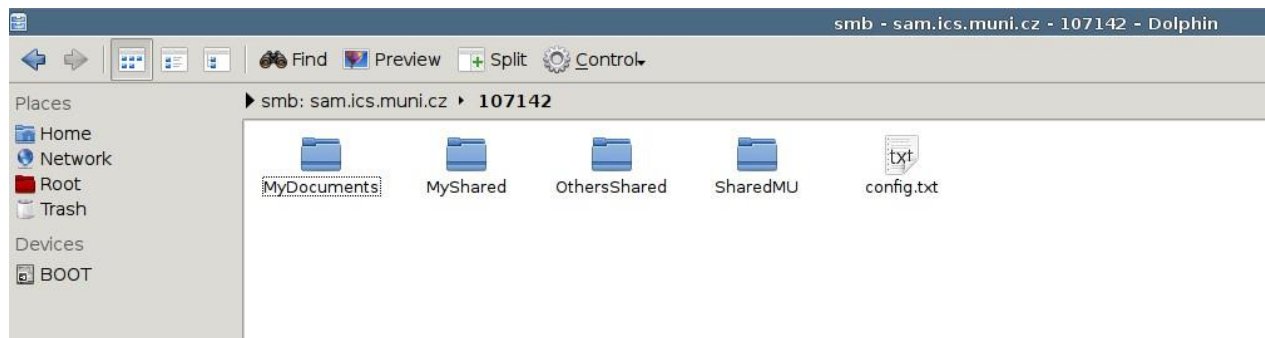 smb - sam.ics.muni.cz - 107142 - Dolphin
Find Preview Split Control
Places
Home
Network
Root
Trash
Devices
BOOT
smb: sam.ics.muni.cz 107142
MyDocuments MyShared OthersShared SharedMU config.txt
txt